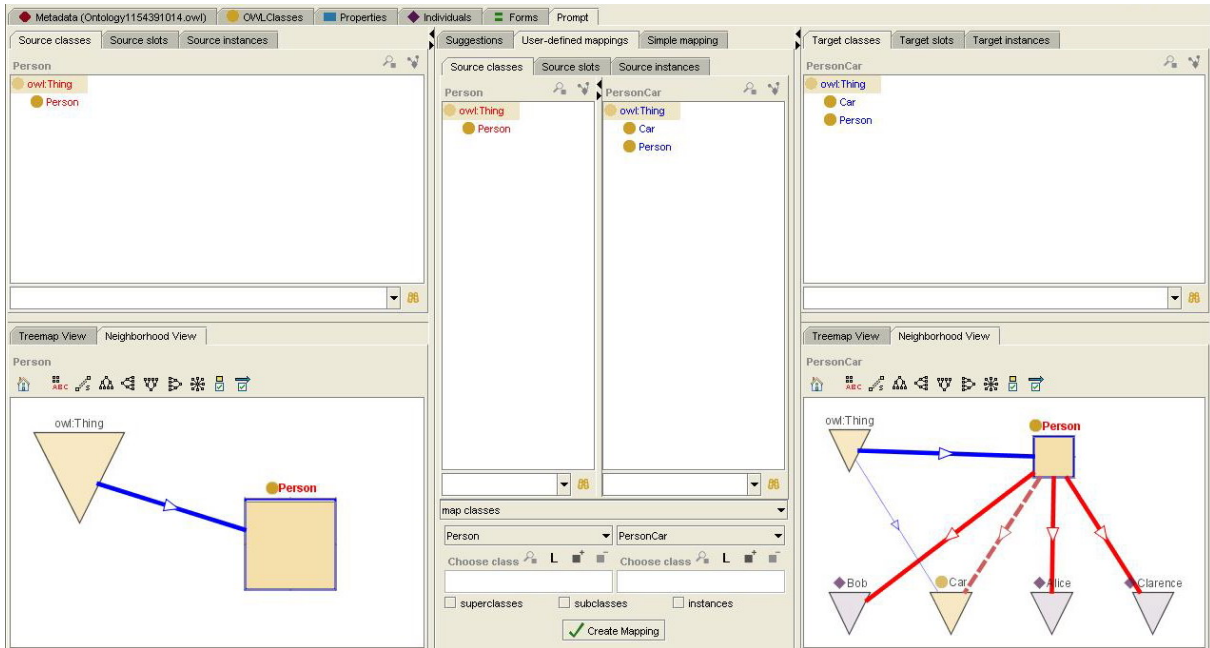 Metadata (Ontology1154391014.owl) OWLClasses Properties Individuals Forms Prompt
Source classes Source slots Source instances
Person
owl:Thing
Person
Treemap View Neighborhood View
Person
ABC S
owl:Thing
Person
Suggestions User-defined mappings Simple mapping
Source classes Source slots Source instances
Person PersonCar
owl:Thing owl:Thing
Person Car
Person
map classes
Person PersonCar
Choose class L Choose class L
superclasses subclasses instances
Create Mapping
Target classes Target slots Target instances
PersonCar
owl:Thing
Car
Person
Treemap View Neighborhood View
PersonCar
ABC S
owl:Thing Person
Bob Car Alice Clarence